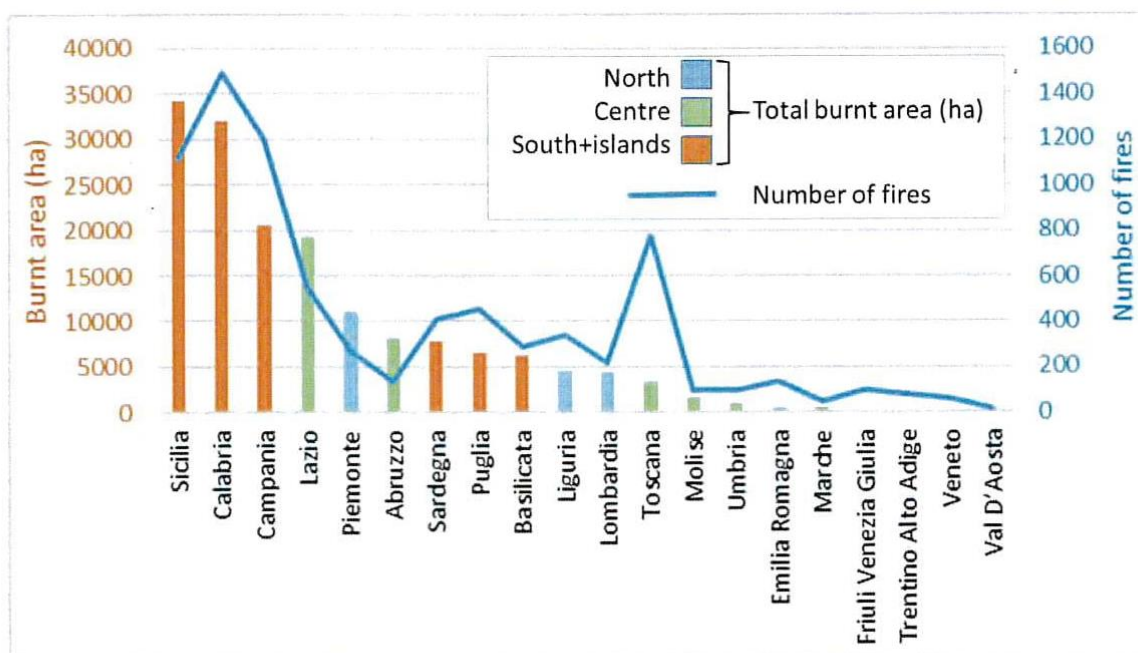 40000
35000
30000
25000
20000
15000
10000
5000
0
Burnt area (ha)
North
Centre
South+islands
Total burnt area (ha)
Number of fires
1600
1400
1200
1000
800
600
400
200
0
Number of fires
Sicilia
Calabria
Campania
Lazio
Piemonte
Abruzzo
Sardegna
Puglia
Basilicata
Liguria
Lombardia
Toscana
Molise
Umbria
Emilia Romagna
Marche
Friuli Venezia Giulia
Trentino Alto Adige
Veneto
Val D'Aosta